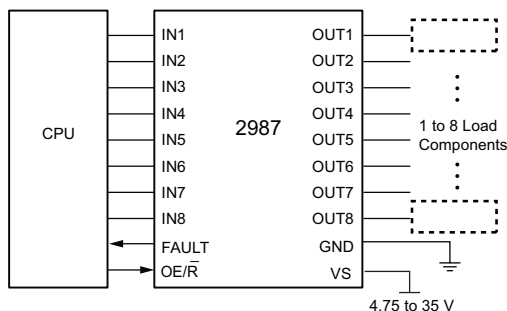 CPU
2987
IN1
IN2
IN3
IN4
IN5
IN6
IN7
IN8
FAULT
OE/R̅
OUT1
OUT2
OUT3
OUT4
OUT5
OUT6
OUT7
OUT8
GND
VS
1 to 8 Load
Components
4.75 to 35 V